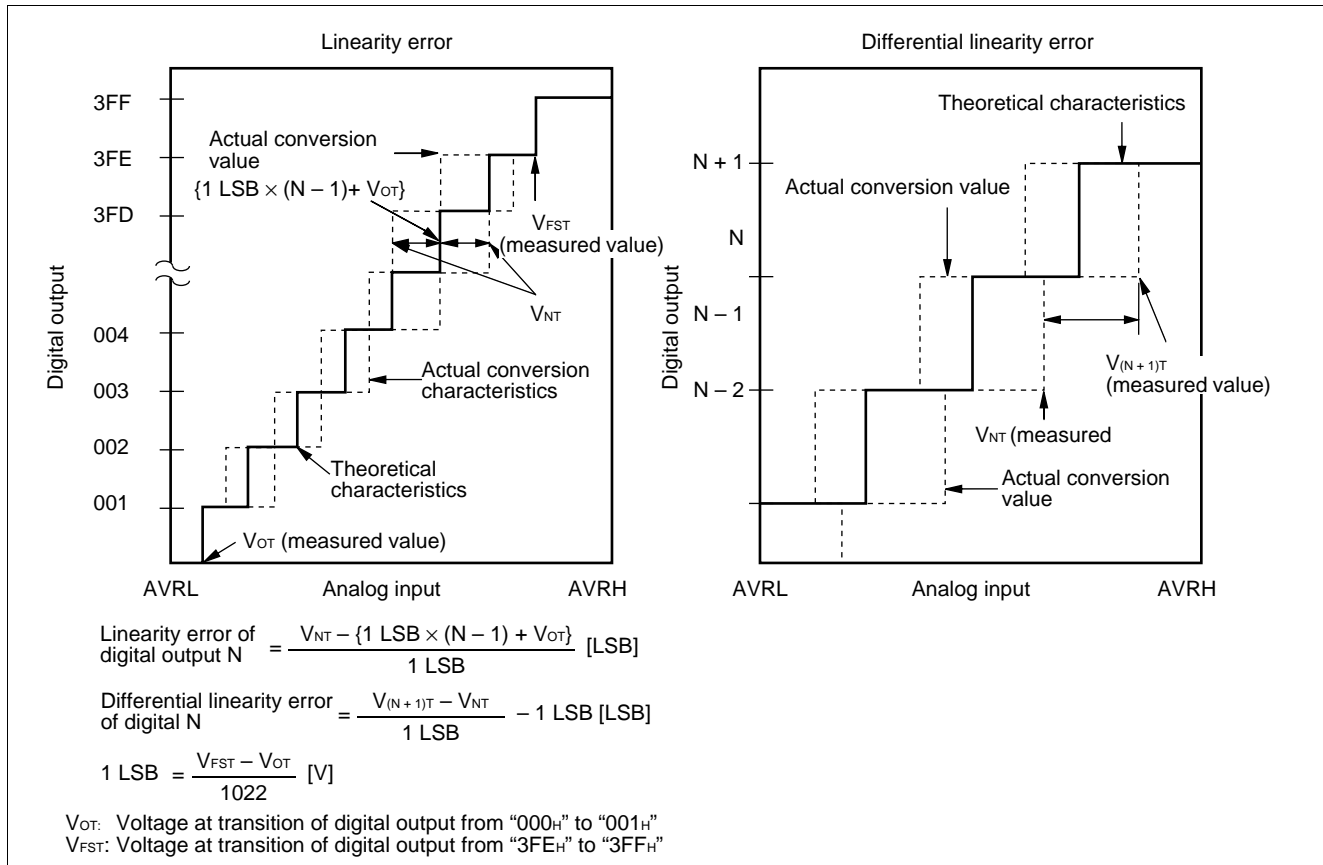 Linearity error
3FF
3FE
3FD
004
003
002
001
Digital output
Actual conversion
value
{1 LSB × (N – 1)+ VOT}
VFST
(measured value)
VNT
Actual conversion
characteristics
Theoretical
characteristics
VOT (measured value)
AVRL
Analog input
AVRH
Differential linearity error
Theoretical characteristics
N + 1
Actual conversion value
N
N – 1
N – 2
Digital output
V(N + 1)T
(measured value)
VNT (measured
Actual conversion
value
AVRL
Analog input
AVRH
Linearity error of
digital output N
=
VNT – {1 LSB × (N – 1) + VOT}
1 LSB
[LSB]
Differential linearity error
of digital N
=
V(N + 1)T – VNT
1 LSB
– 1 LSB [LSB]
1 LSB =
VFST – VOT
1022
[V]
VOT: Voltage at transition of digital output from “000H” to “001H”
VFST: Voltage at transition of digital output from “3FEH” to “3FFH”